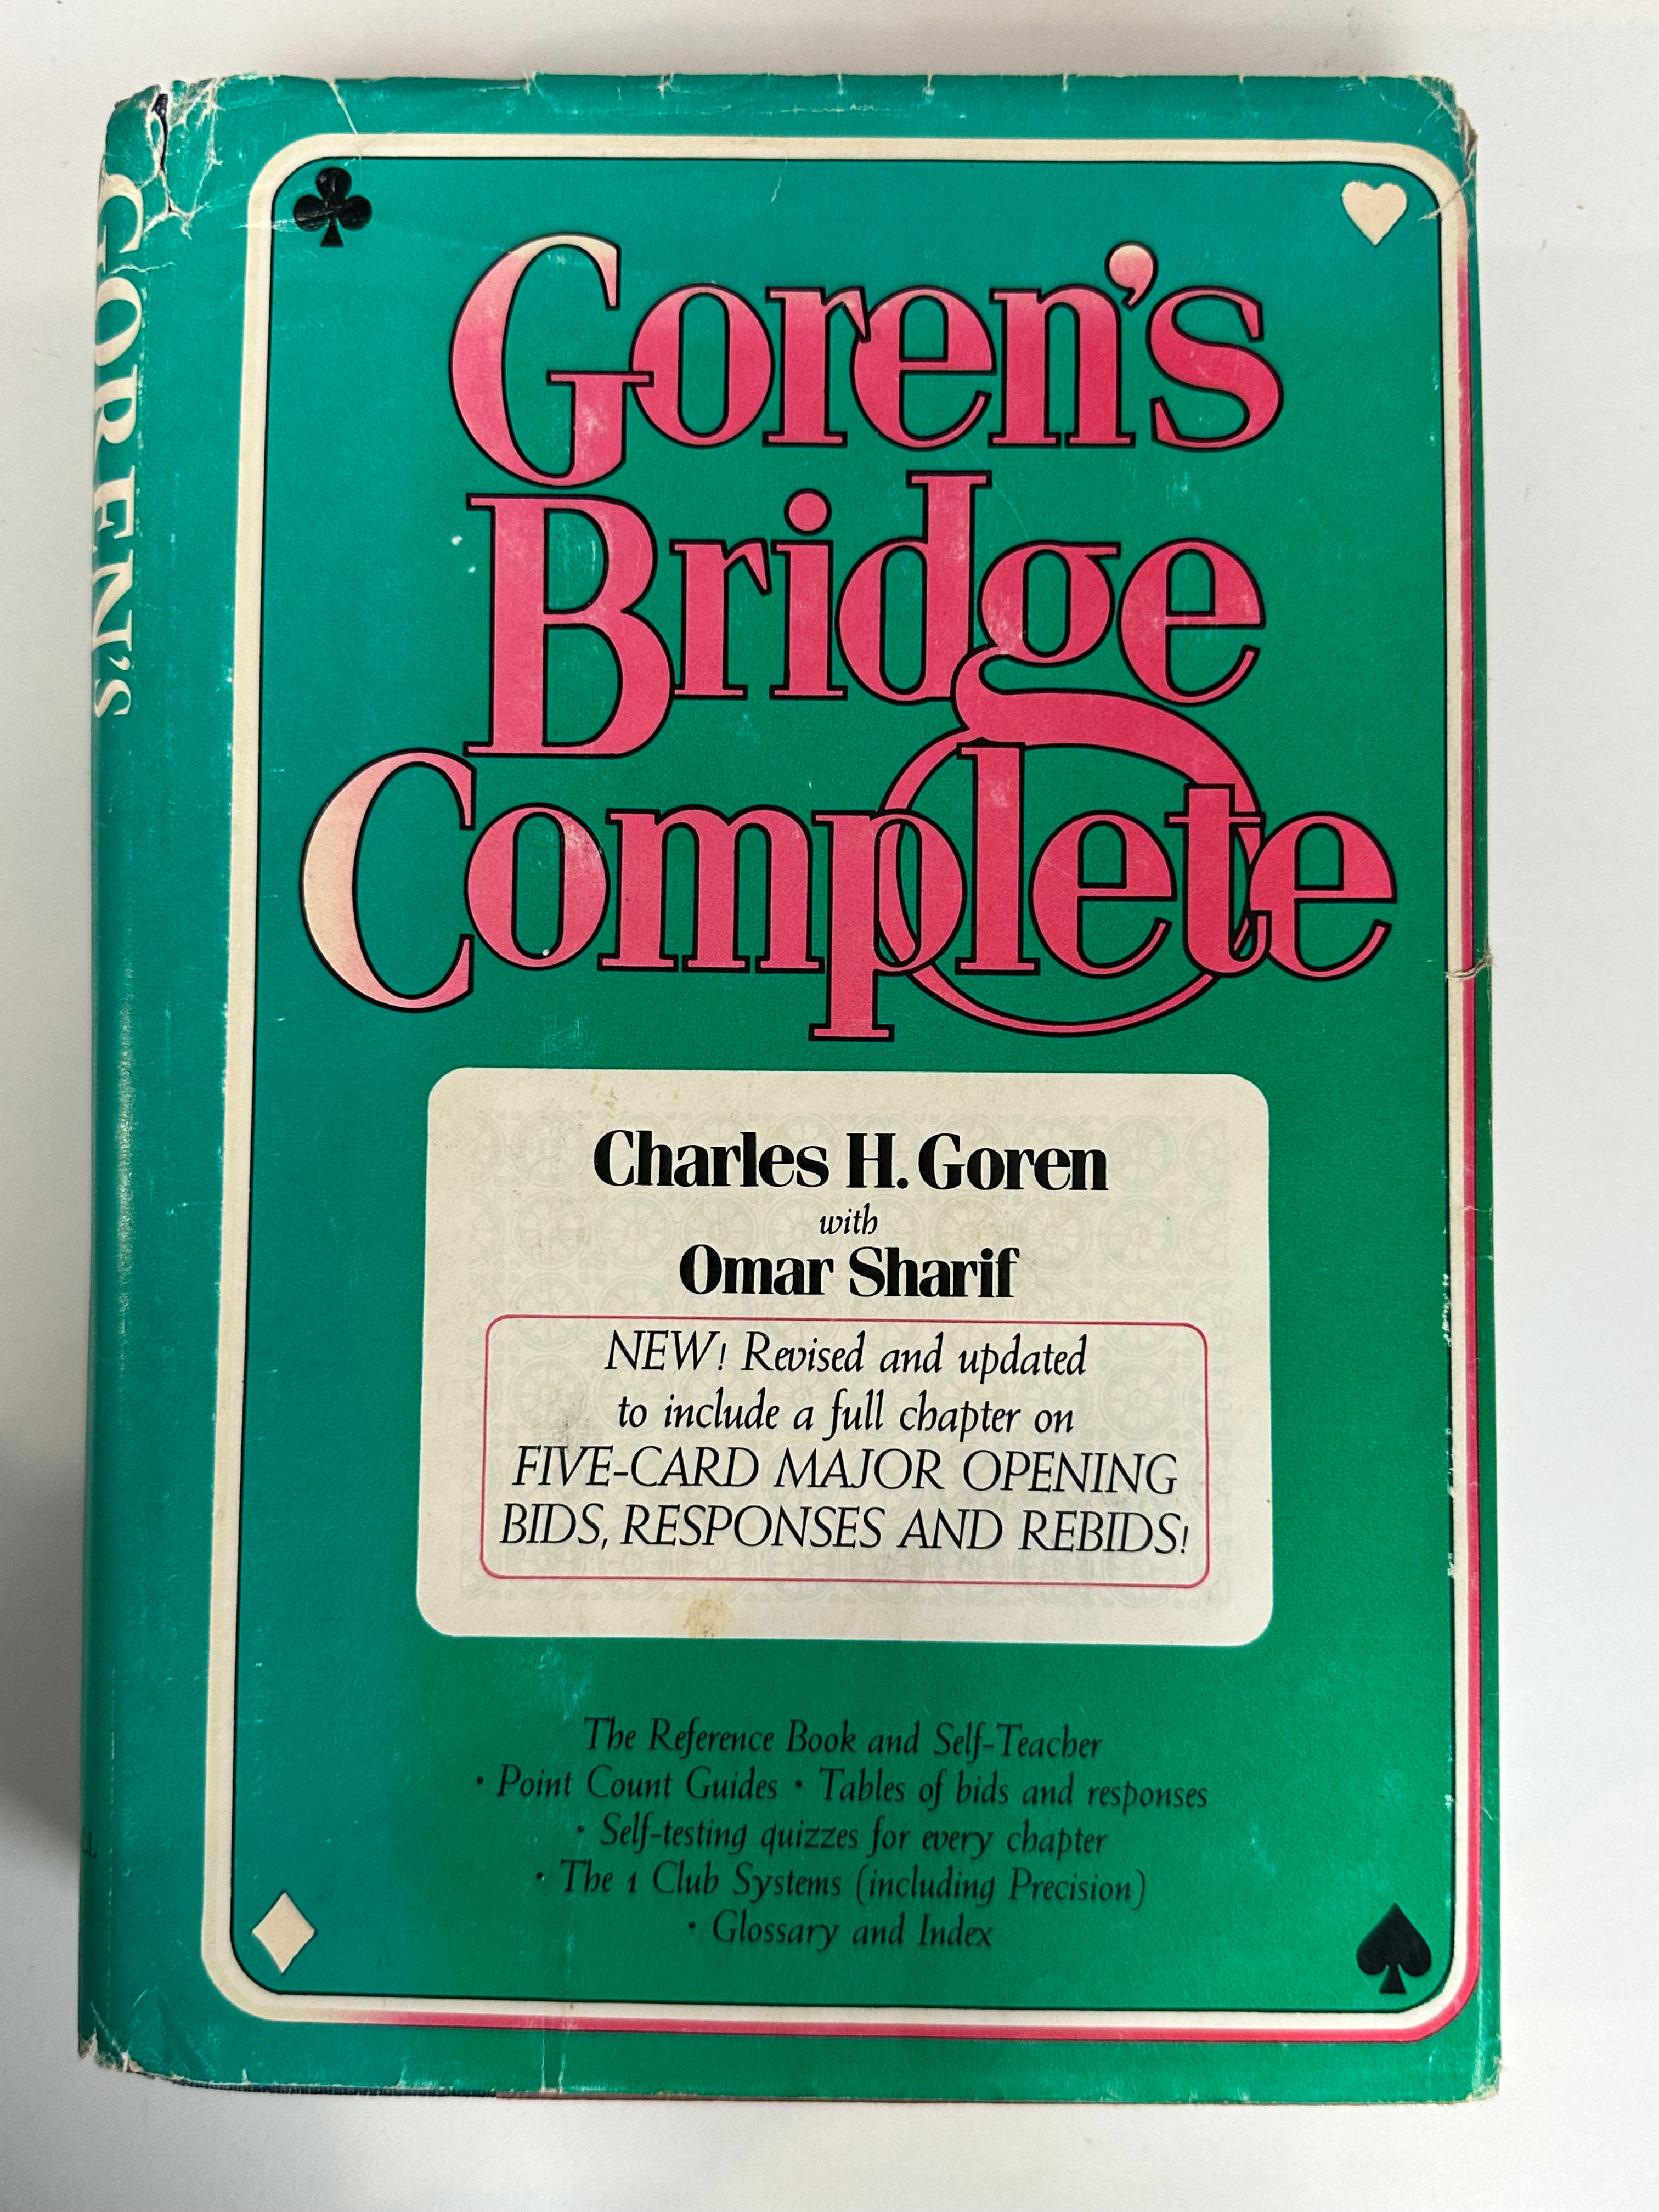 GOREN'S
Goren's
Bridge
Complete
Charles H. Goren
with
Omar Sharif
NEW! Revised and updated
to include a full chapter on
FIVE-CARD MAJOR OPENING
BIDS, RESPONSES AND REBIDS!
The Reference Book and Self-Teacher
• Point Count Guides • Tables of bids and responses
• Self-testing quizzes for every chapter
• The 1 Club Systems (including Precision)
• Glossary and Index